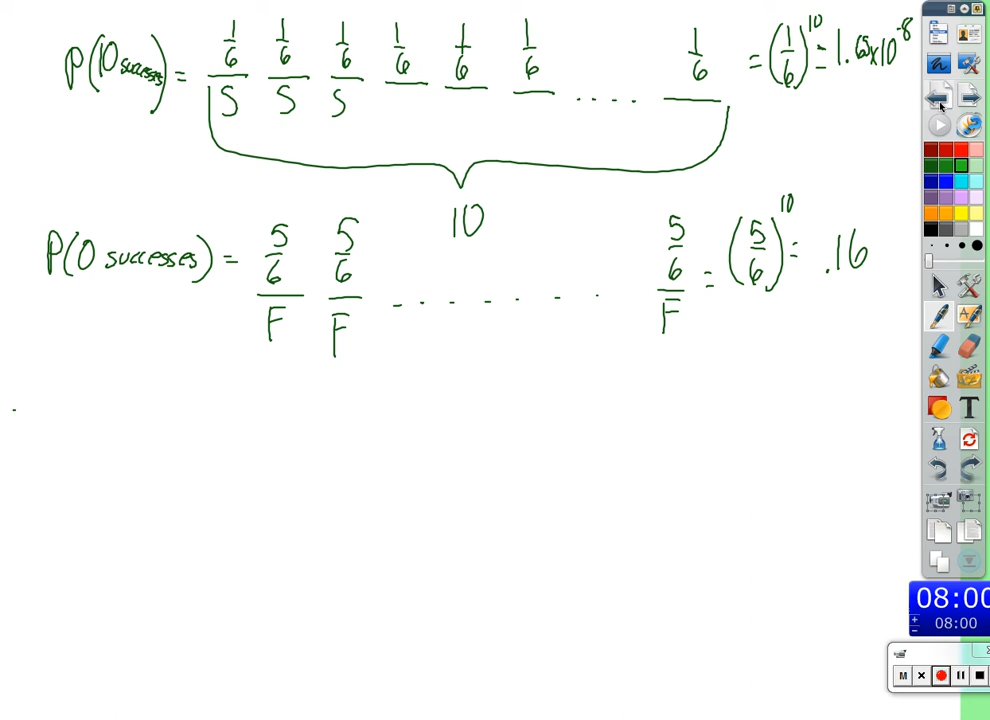 P(10 successes) = 1/6 1/6 1/6 1/6 1/6 1/6 .... 1/6 = (1/6)^10 = 1.65x10^-8
S S S
10
P(0 successes) = 5/6 5/6 - - - - - - 5/6 = (5/6)^10 = .16
F F F
08:00
08:00
M